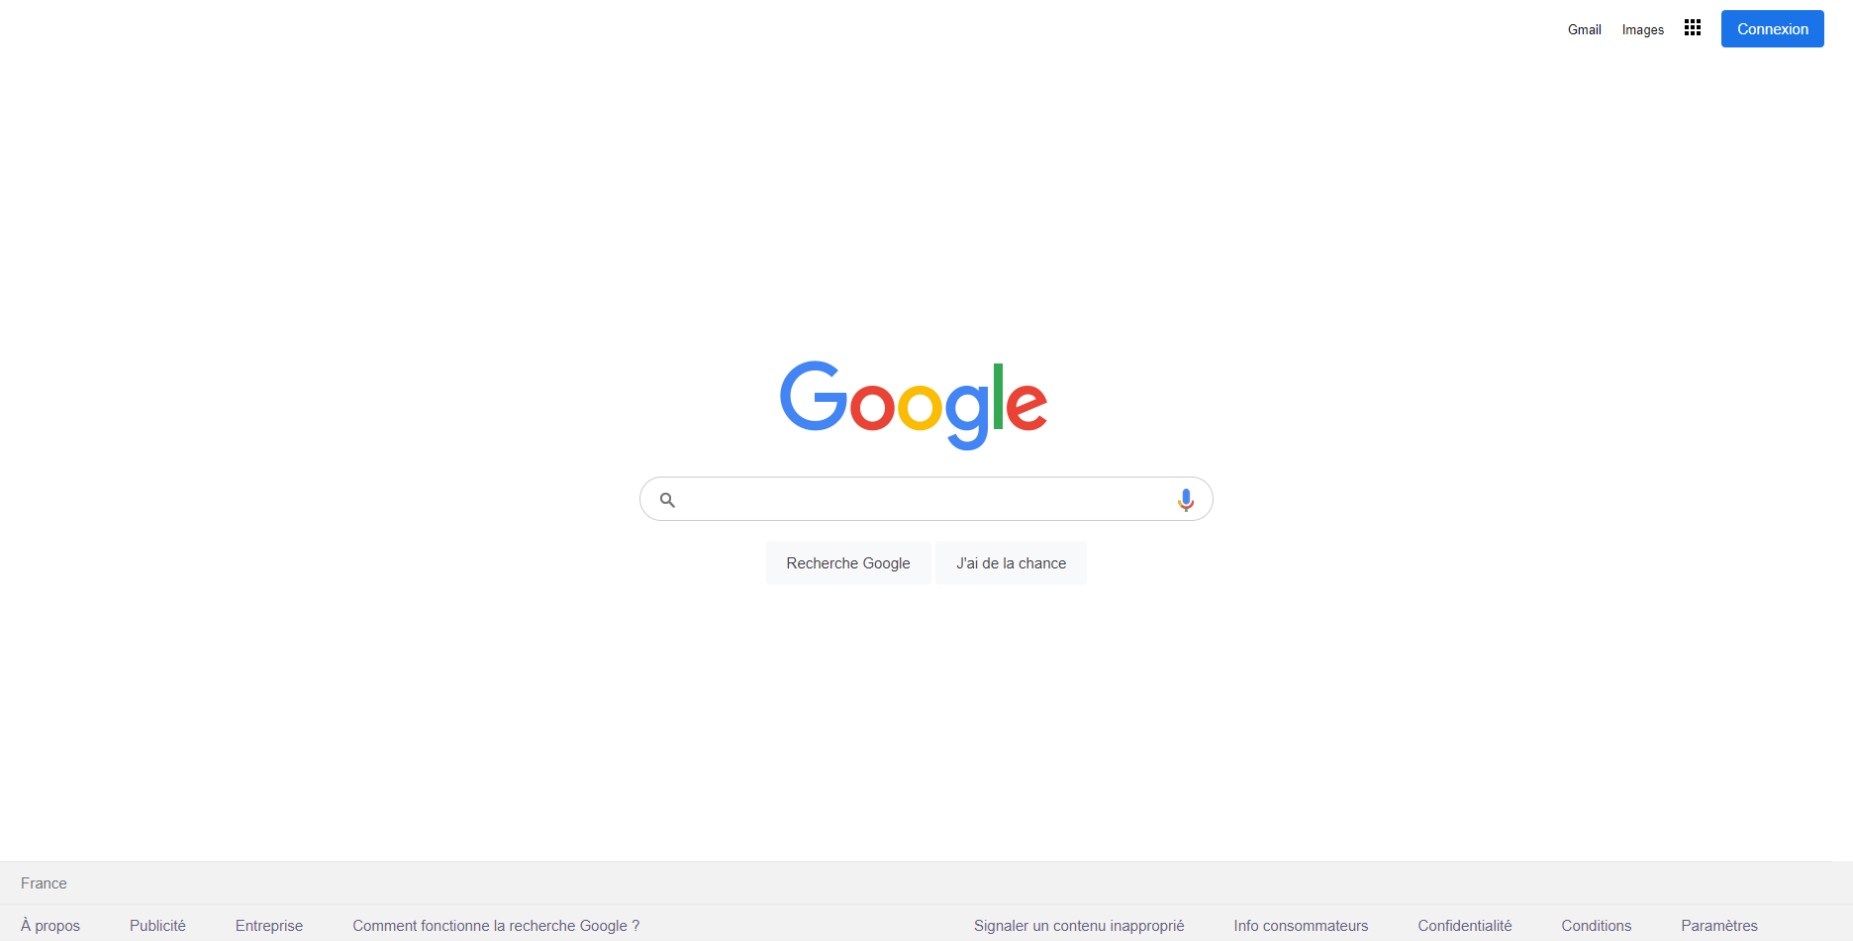 Gmail Images Connexion
Google
Recherche Google J'ai de la chance
France
À propos Publicité Entreprise Comment fonctionne la recherche Google ? Signaler un contenu inapproprié Info consommateurs Confidentialité Conditions Paramètres